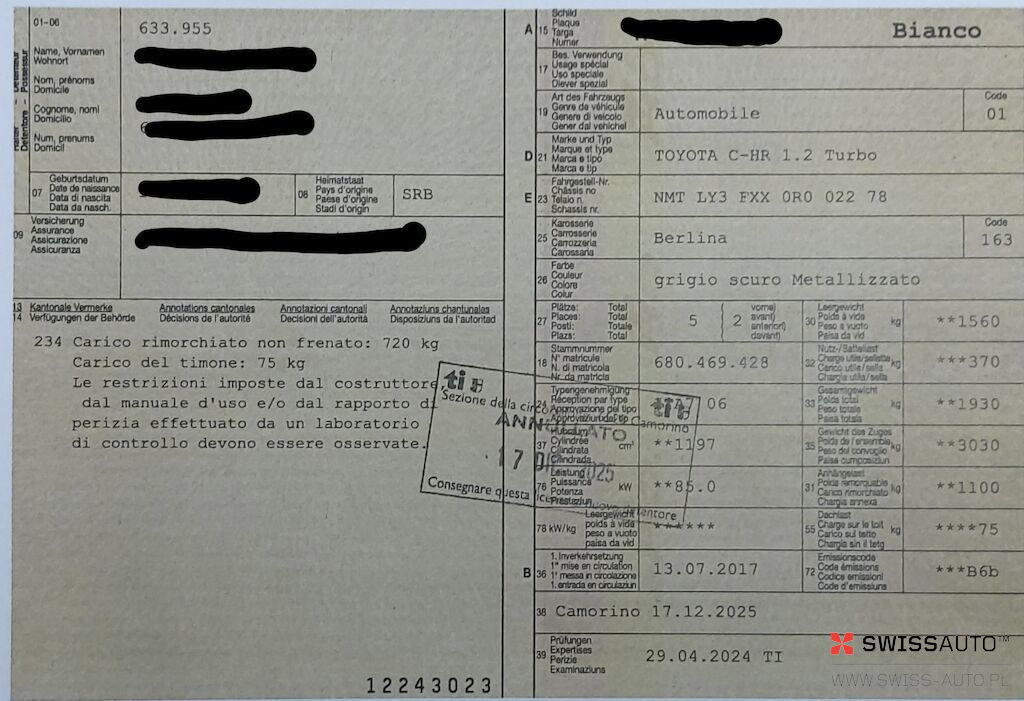 01-06
633.955
Halter – Détenteur
Detentore – Possessur
Name, Vornamen
Wohnort
Nom, prénoms
Domicile
Cognome, nomi
Domicilio
Num, prenums
Domicil
07
Geburtsdatum
Date de naissance
Data di nascita
Data da nasch.
08
Heimatstaat
Pays d'origine
Paese d'origine
Stadi d'origin
SRB
09
Versicherung
Assurance
Assicurazione
Assicuranza
13 Kantonale Vermerke Annotations cantonales Annotazioni cantonali Annotaziuns chantunalas
14 Verfügungen der Behörde Décisions de l'autorité Decisioni dell'autorità Disposiziuns da l'autoritad
234 Carico rimorchiato non frenato: 720 kg
Carico del timone: 75 kg
Le restrizioni imposte dal costruttore,
dal manuale d'uso e/o dal rapporto di
perizia effettuato da un laboratorio
di controllo devono essere osservate.
12243023
ti
Sezione della circolazione Camorino
ti
ANNULLATO
17 DIC 2025
Consegnare questa licenza nuovo detentore
A 15
Schild
Plaque
Targa
Numer
Bianco
17
Bes. Verwendung
Usage spécial
Uso speciale
Diever spezial
19
Art des Fahrzeugs
Genre de véhicule
Genere di veicolo
Gener dal vehichel
Automobile
Code
01
D 21
Marke und Typ
Marque et type
Marca e tipo
Marca e tip
TOYOTA C-HR 1.2 Turbo
E 23
Fahrgestell-Nr.
Châssis no
Telaio n.
Schassis nr.
NMT LY3 FXX 0R0 022 78
25
Karosserie
Carrosserie
Carrozzeria
Carossaria
Berlina
Code
163
26
Farbe
Couleur
Colore
Colur
grigio scuro Metallizzato
27
Plätze: Total
Places: Total
Posti: Totale
Plazs: Total
5
2
vorne)
avant)
anteriori)
davant)
30
Leergewicht
Poids à vide
Peso a vuoto
Paisa da vid
kg
**1560
18
Stammnummer
N° matricule
N. di matricola
Nr. da matricla
680.469.428
32
Nutz-/Sattellast
Charge utile/sellette
Carico utile/sella
Chargia utila/sella
kg
***370
24
Typengenehmigung
Réception par type
Approvazione del tipo
Approvaziun dal tip
06
33
Gesamtgewicht
Poids total
Peso totale
Paisa totala
kg
**1930
37
Hubraum
Cylindrée
Cilindrata
Cilindrada
cm³
**1197
35
Gewicht des Zuges
Poids de l'ensemble
Peso del convoglio
Paisa cumposiziun
kg
**3030
76
Leistung
Puissance
Potenza
Prestaziun
kW
**85.0
31
Anhängelast
Poids remorquable
Carico rimorchiato
Chargia annexa
kg
**1100
78 kW/kg
Leergewicht
poids à vide
peso a vuoto
paisa da vid
******
55
Dachlast
Charge sur le toit
Carico sul tetto
Chargia sin il tetg
kg
****75
B 36
1. Inverkehrsetzung
1re mise en circulation
1a messa in circolazione
1. entrada en circulaziun
13.07.2017
72
Emissionscode
Code émissions
Codice emissioni
Code d'emissiuns
***B6b
38 Camorino 17.12.2025
39
Prüfungen
Expertises
Perizie
Examinaziuns
29.04.2024 TI
SWISSAUTO™
WWW.SWISS-AUTO.PL